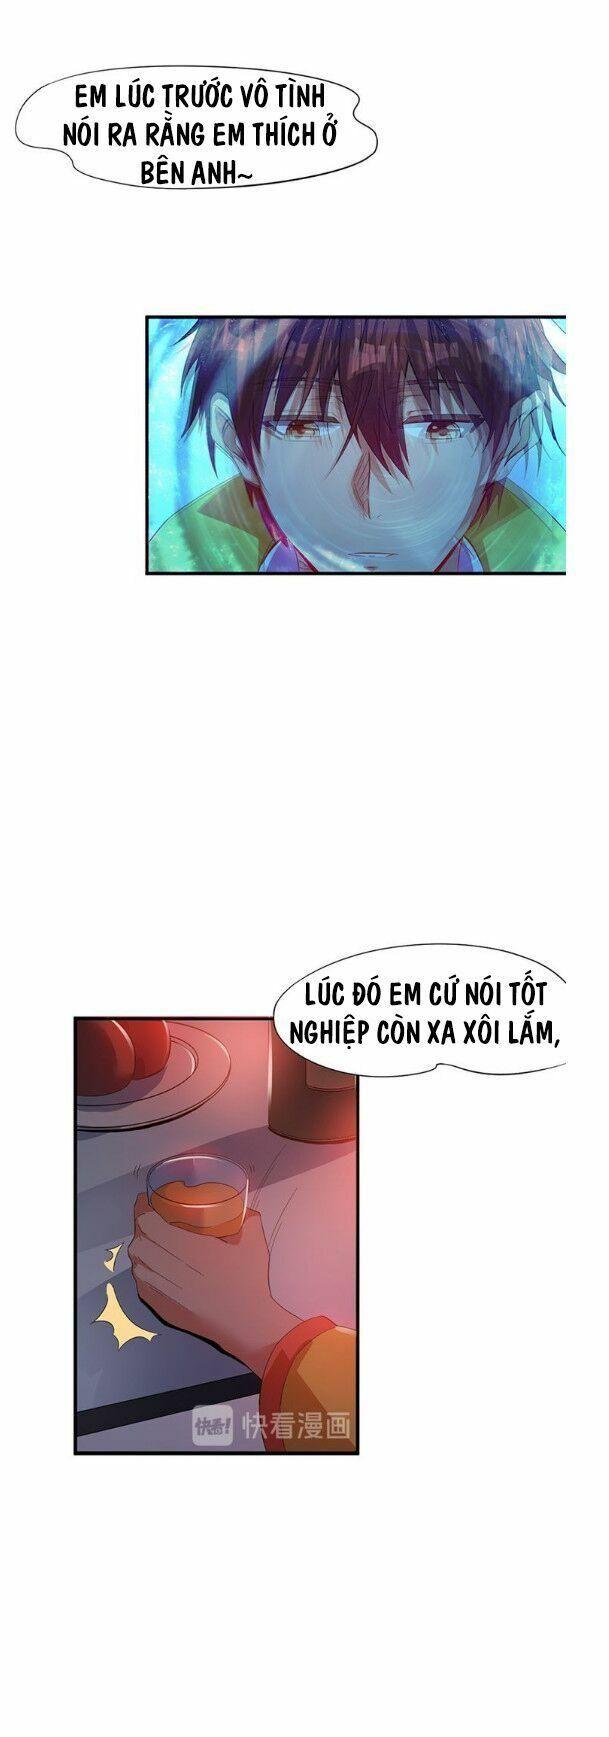 EM LÚC TRƯỚC VÔ TÌNH
NÓI RA RẰNG EM THÍCH Ở
BÊN ANH~
LÚC ĐÓ EM CỨ NÓI TỐT
NGHIỆP CÒN XA XÔI LẮM,
快看! 快看漫画